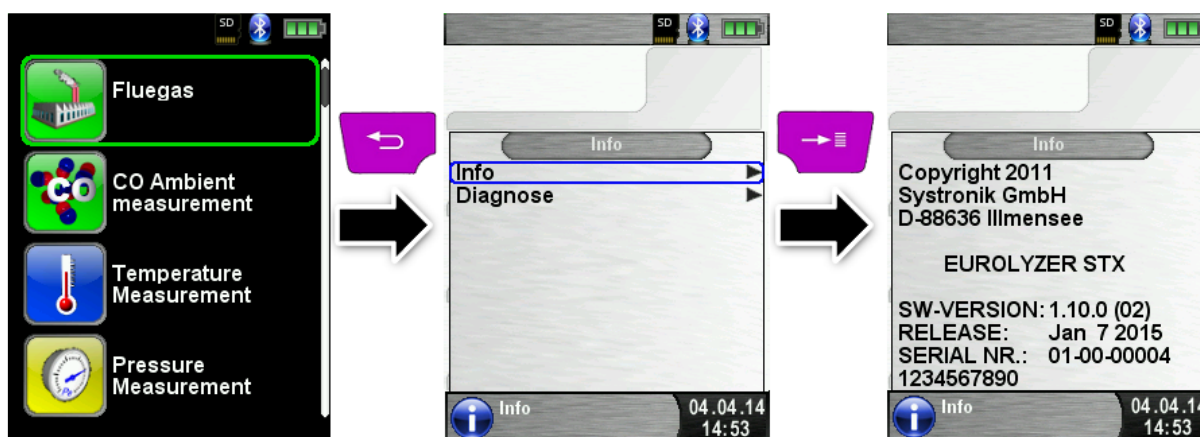 SD
Fluegas
CO
CO Ambient
measurement
Temperature
Measurement
Pb
Pressure
Measurement
SD
Info
Info
Diagnose
Info
04.04.14
14:53
SD
Info
Copyright 2011
Systronik GmbH
D-88636 Illmensee
EUROLYZER STX
SW-VERSION: 1.10.0 (02)
RELEASE: Jan 7 2015
SERIAL NR.: 01-00-00004
1234567890
Info
04.04.14
14:53